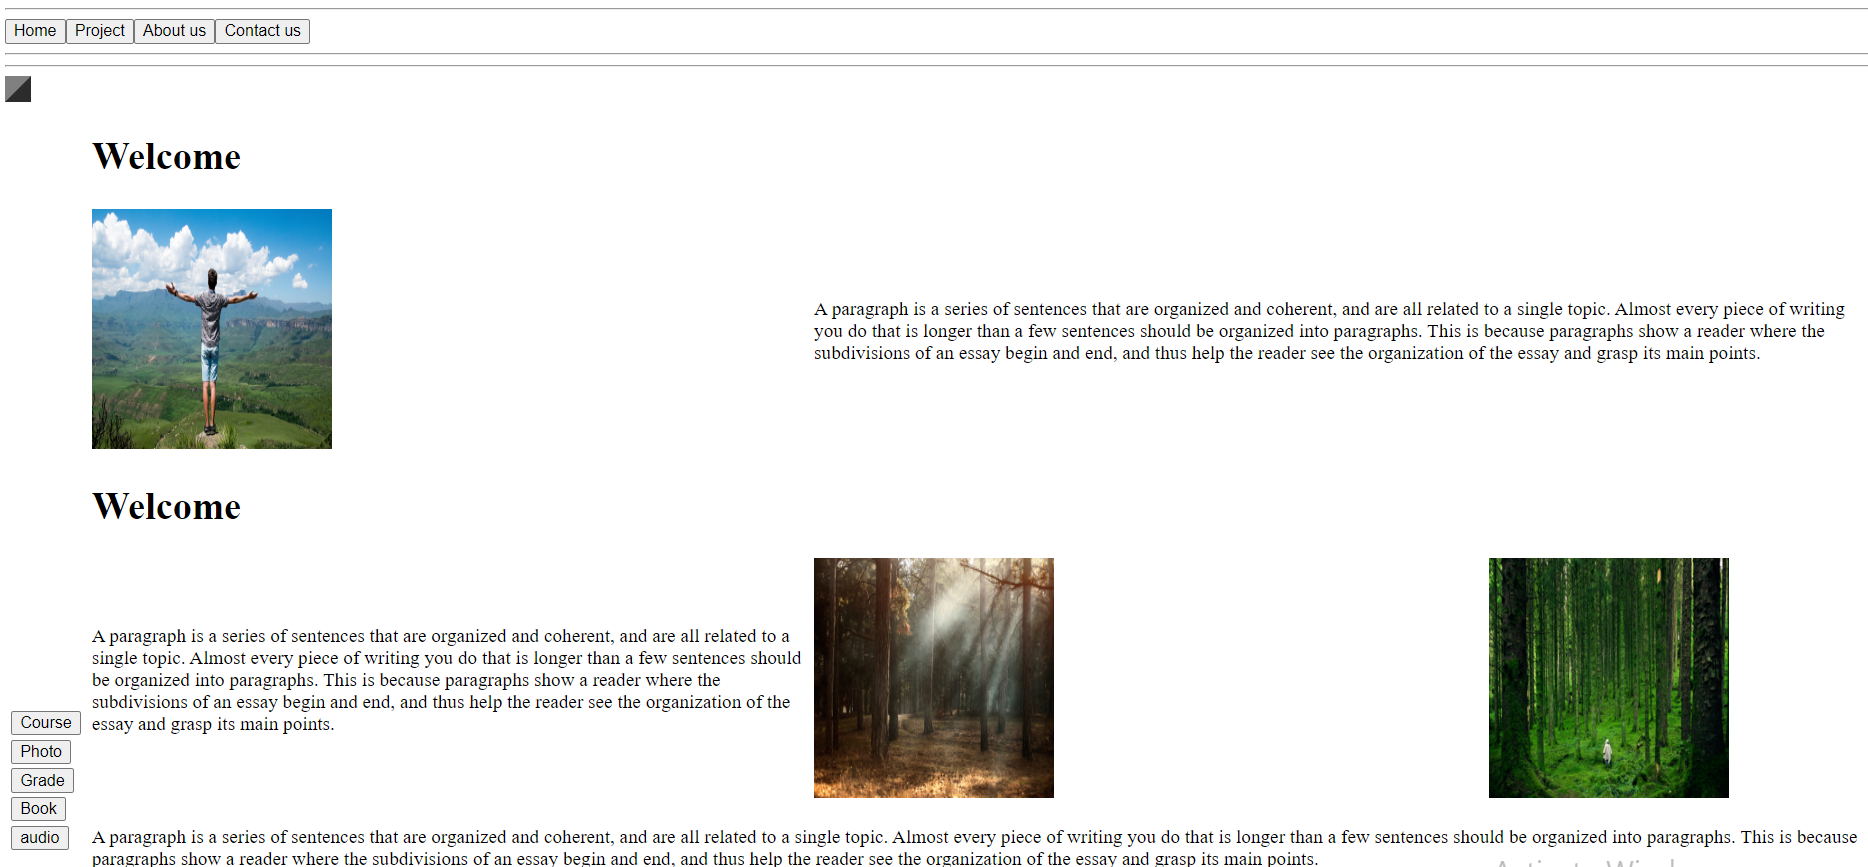 Home Project About us Contact us
Welcome
A paragraph is a series of sentences that are organized and coherent, and are all related to a single topic. Almost every piece of writing
you do that is longer than a few sentences should be organized into paragraphs. This is because paragraphs show a reader where the
subdivisions of an essay begin and end, and thus help the reader see the organization of the essay and grasp its main points.
Welcome
A paragraph is a series of sentences that are organized and coherent, and are all related to a
single topic. Almost every piece of writing you do that is longer than a few sentences should
be organized into paragraphs. This is because paragraphs show a reader where the
subdivisions of an essay begin and end, and thus help the reader see the organization of the
essay and grasp its main points.
Course
Photo
Grade
Book
audio
A paragraph is a series of sentences that are organized and coherent, and are all related to a single topic. Almost every piece of writing you do that is longer than a few sentences should be organized into paragraphs. This is because
paragraphs show a reader where the subdivisions of an essay begin and end, and thus help the reader see the organization of the essay and grasp its main points.